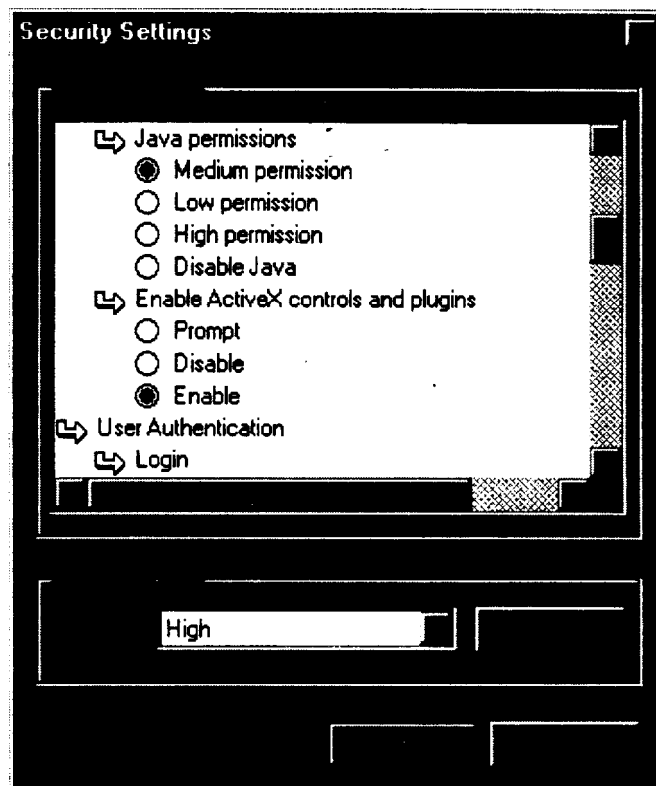 Security Settings
Java permissions
Medium permission
Low permission
High permission
Disable Java
Enable ActiveX controls and plugins
Prompt
Disable
Enable
User Authentication
Login
High